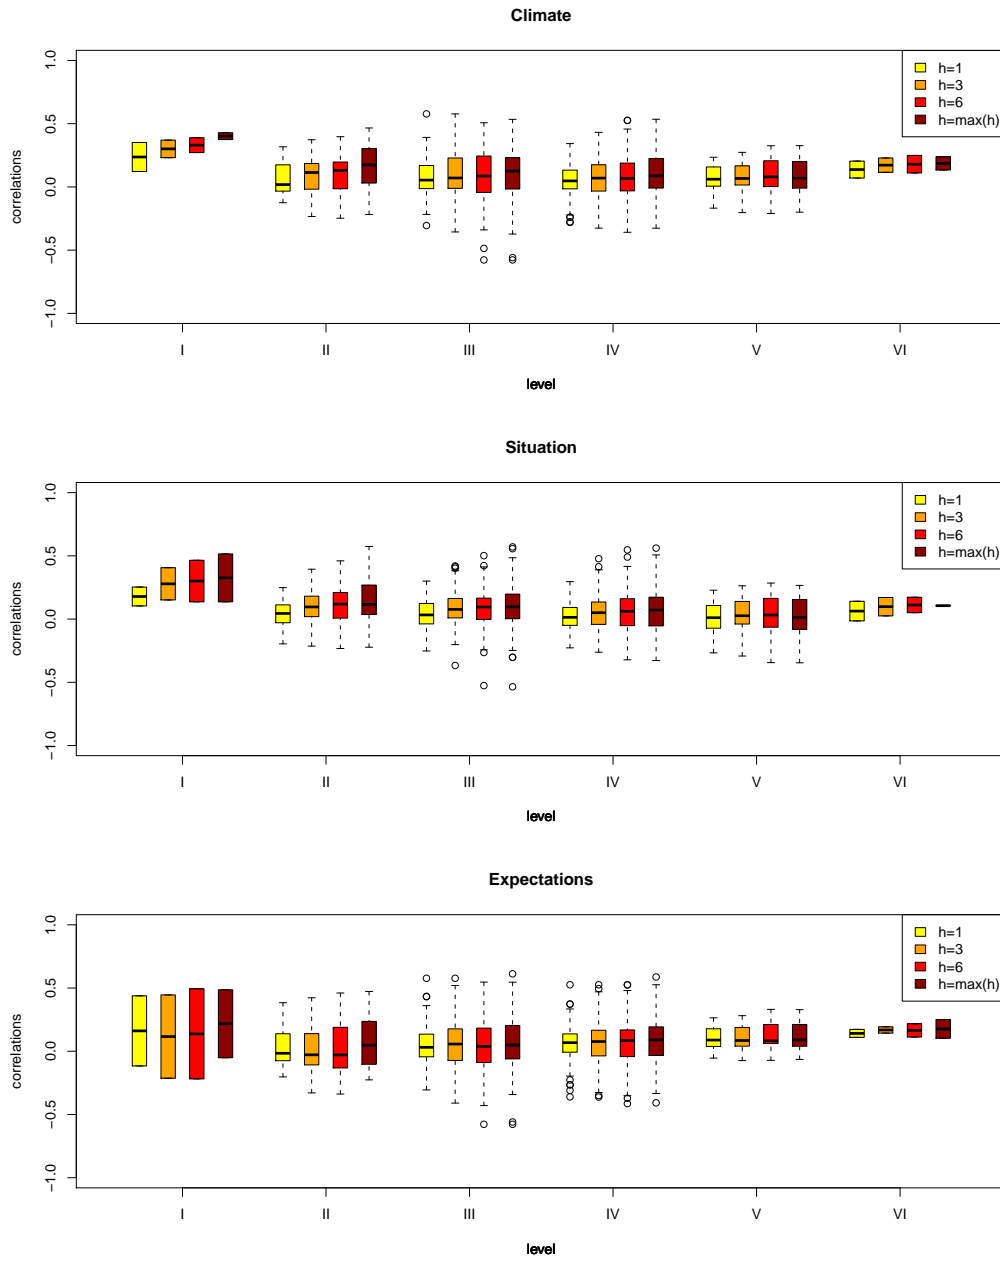 Climate
1.0
0.5
0.0
−0.5
−1.0
correlations
h=1
h=3
h=6
h=max(h)
I II III IV V VI
level
Situation
1.0
0.5
0.0
−0.5
−1.0
correlations
h=1
h=3
h=6
h=max(h)
I II III IV V VI
level
Expectations
1.0
0.5
0.0
−0.5
−1.0
correlations
h=1
h=3
h=6
h=max(h)
I II III IV V VI
level